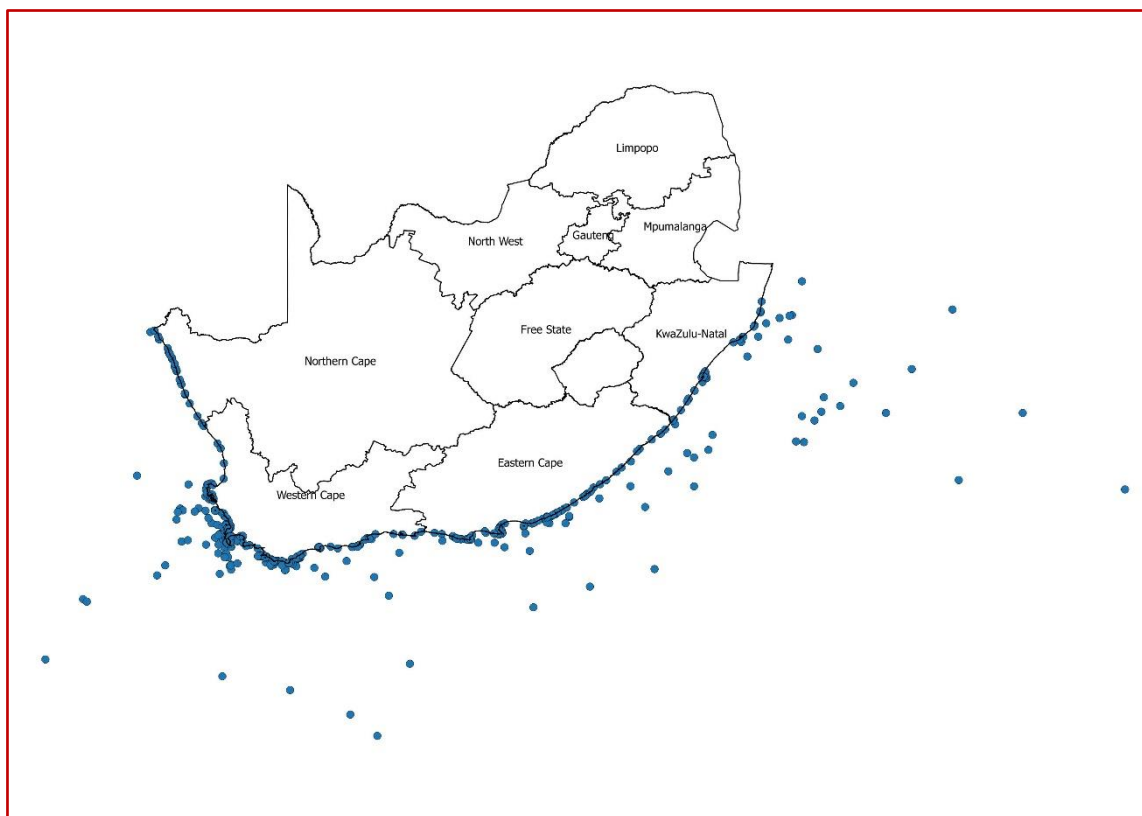 Limpopo
Mpumalanga
Gauteng
North West
Free State
KwaZulu-Natal
Northern Cape
Eastern Cape
Western Cape